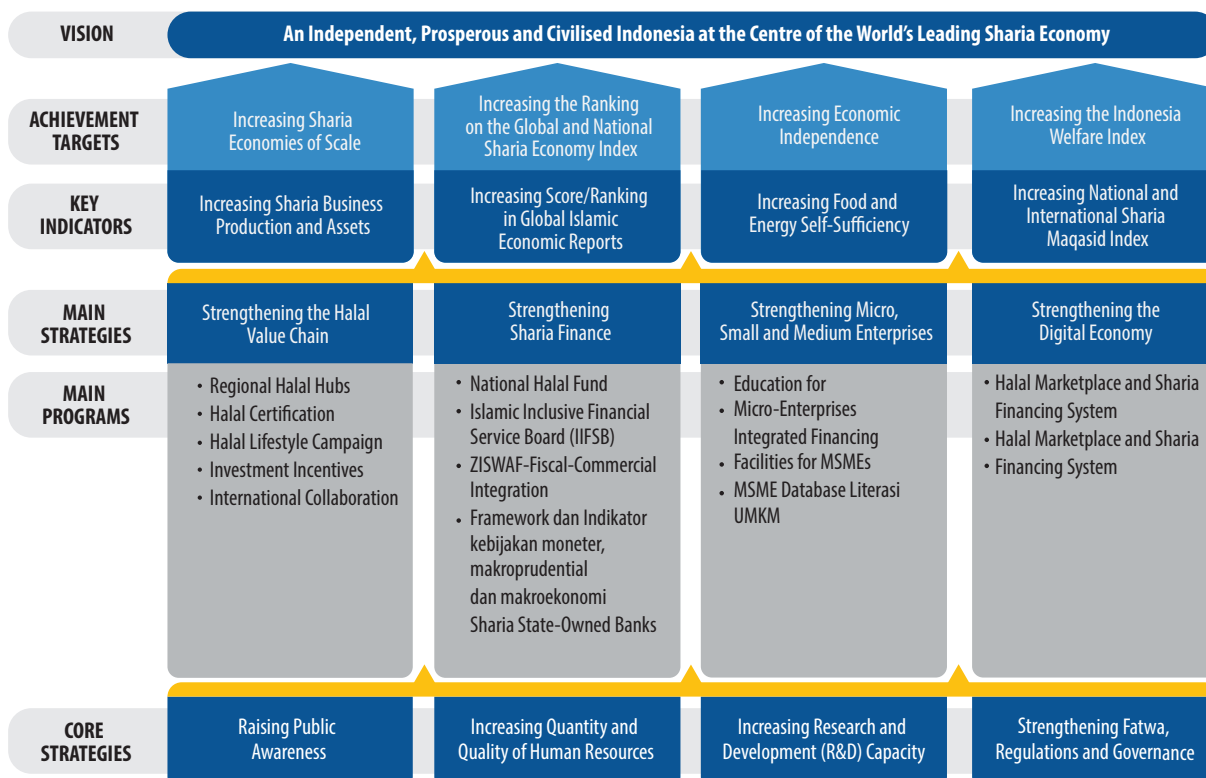 VISION
An Independent, Prosperous and Civilised Indonesia at the Centre of the World's Leading Sharia Economy
ACHIEVEMENT
TARGETS
Increasing Sharia
Economies of Scale
Increasing the Ranking
on the Global and National
Sharia Economy Index
Increasing Economic
Independence
Increasing the Indonesia
Welfare Index
KEY
INDICATORS
Increasing Sharia Business
Production and Assets
Increasing Score/Ranking
in Global Islamic
Economic Reports
Increasing Food and
Energy Self-Sufficiency
Increasing National and
International Sharia
Maqasid Index
MAIN
STRATEGIES
Strengthening the Halal
Value Chain
Strengthening
Sharia Finance
Strengthening Micro,
Small and Medium Enterprises
Strengthening the
Digital Economy
MAIN
PROGRAMS
• Regional Halal Hubs
• Halal Certification
• Halal Lifestyle Campaign
• Investment Incentives
• International Collaboration
• National Halal Fund
• Islamic Inclusive Financial
Service Board (IIFSB)
• ZISWAF-Fiscal-Commercial
Integration
• Framework dan Indikator
kebijakan moneter,
makroprudential
dan makroekonomi
Sharia State-Owned Banks
• Education for
• Micro-Enterprises
Integrated Financing
• Facilities for MSMEs
• MSME Database Literasi
UMKM
• Halal Marketplace and Sharia
Financing System
• Halal Marketplace and Sharia
• Financing System
CORE
STRATEGIES
Raising Public
Awareness
Increasing Quantity and
Quality of Human Resources
Increasing Research and
Development (R&D) Capacity
Strengthening Fatwa,
Regulations and Governance